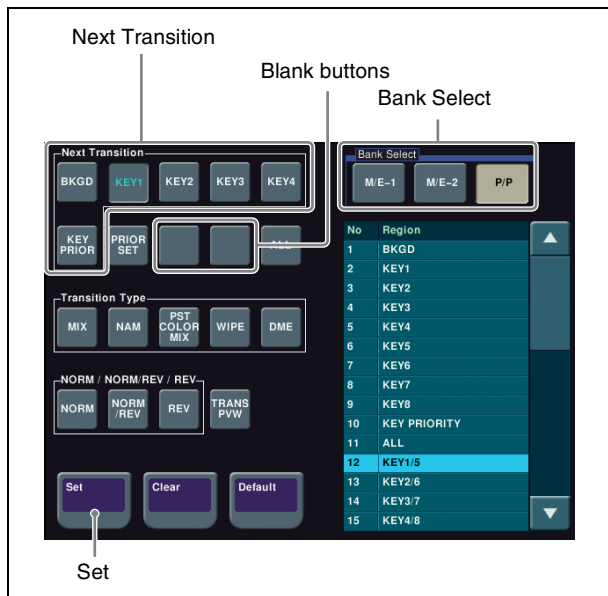 Next Transition
Blank buttons
Bank Select
Next Transition
BKGD KEY1 KEY2 KEY3 KEY4
KEY PRIOR
PRIOR SET
ALL
Transition Type
MIX NAM PST COLOR MIX WIPE DME
NORM / NORM/REV / REV
NORM NORM /REV REV TRANS PVW
Set Clear Default
Bank Select
M/E-1 M/E-2 P/P
No Region
1 BKGD
2 KEY1
3 KEY2
4 KEY3
5 KEY4
6 KEY5
7 KEY6
8 KEY7
9 KEY8
10 KEY PRIORITY
11 ALL
12 KEY1/5
13 KEY2/6
14 KEY3/7
15 KEY4/8
Set